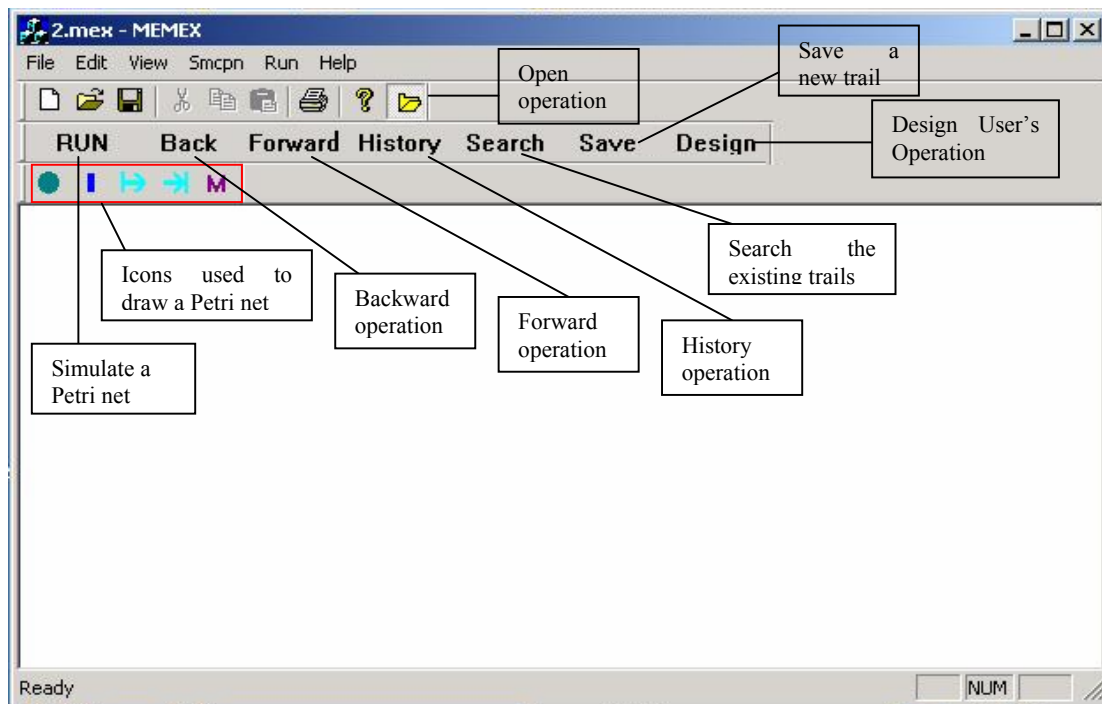 2.mex - MEMEX
File Edit View Smcpn Run Help
Open
operation
Save a
new trail
RUN Back Forward History Search Save Design
Design User's
Operation
M
Icons used to
draw a Petri net
Backward
operation
Forward
operation
History
operation
Search the
existing trails
Simulate a
Petri net
Ready
NUM